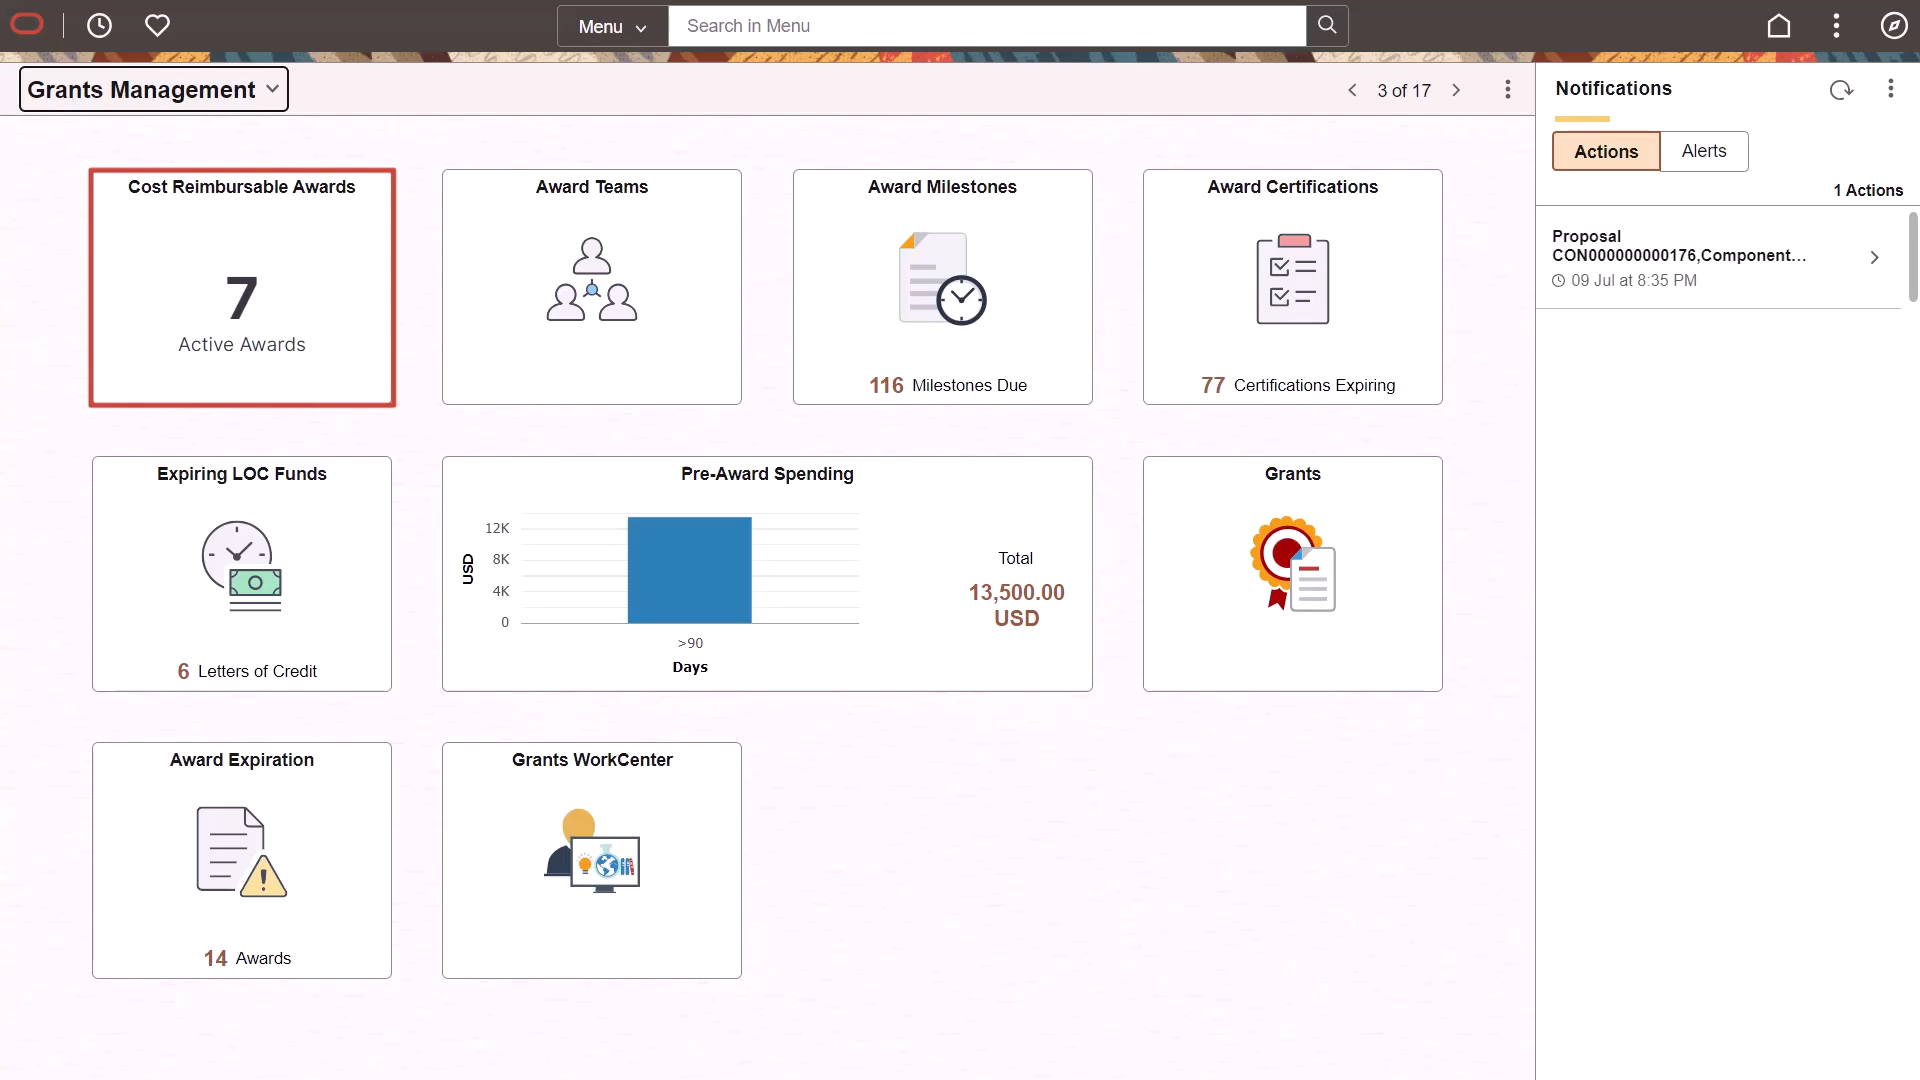 Menu
Search in Menu
Grants Management
3 of 17
Notifications
Actions
Alerts
1 Actions
Proposal
CON000000000176,Component...
09 Jul at 8:35 PM
Cost Reimbursable Awards
7
Active Awards
Award Teams
Award Milestones
116 Milestones Due
Award Certifications
77 Certifications Expiring
Expiring LOC Funds
6 Letters of Credit
Pre-Award Spending
USD
12K
8K
4K
0
>90
Days
Total
13,500.00
USD
Grants
Award Expiration
14 Awards
Grants WorkCenter